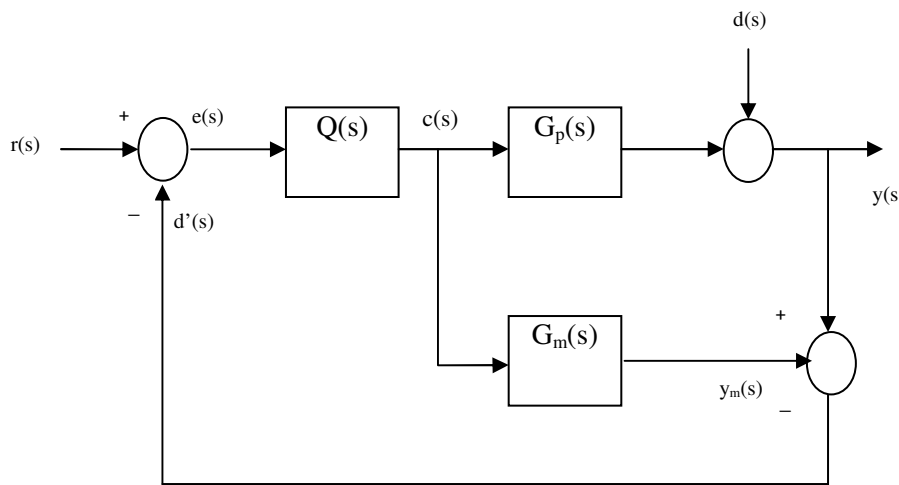 d(s)
+
e(s)
Q(s)
c(s)
Gₚ(s)
r(s)
y(s
−
d’(s)
+
Gₘ(s)
yₘ(s)
−